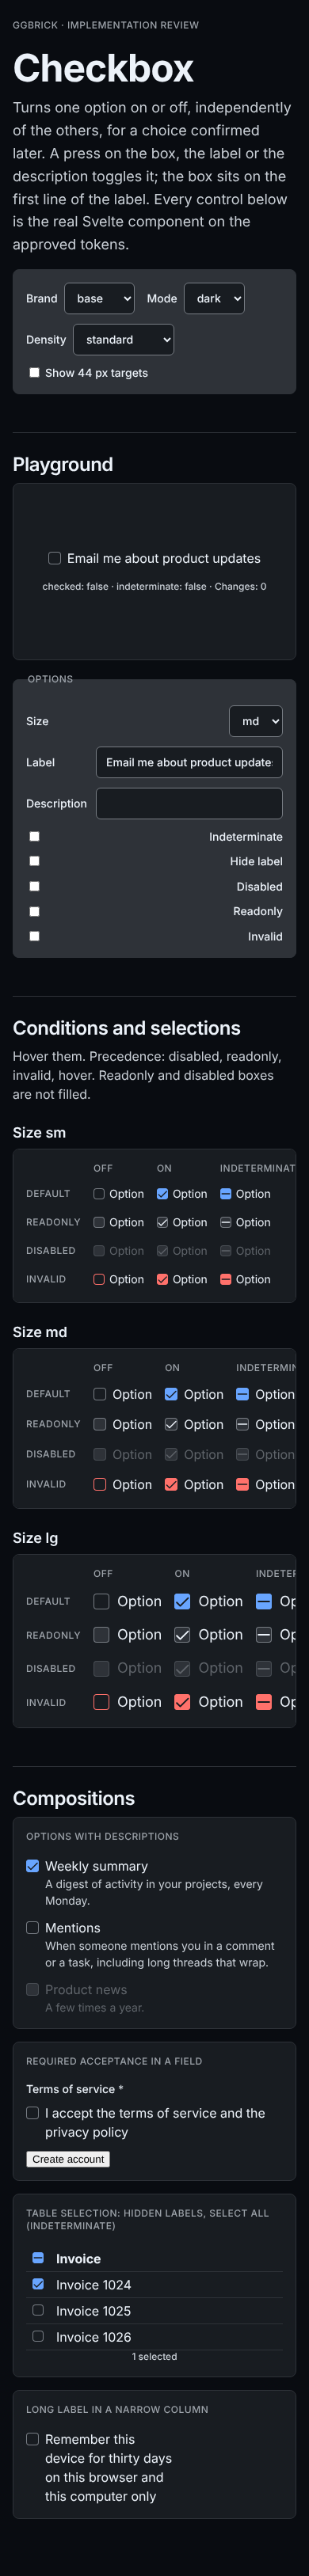 GGBRICK · IMPLEMENTATION REVIEW
Checkbox
Turns one option on or off, independently
of the others, for a choice confirmed
later. A press on the box, the label or the
description toggles it; the box sits on the
first line of the label. Every control below
is the real Svelte component on the
approved tokens.
Brand base Mode dark
Density standard
Show 44 px targets
Playground
Email me about product updates
checked: false · indeterminate: false · Changes: 0
OPTIONS
Size md
Label Email me about product updates
Description
Indeterminate
Hide label
Disabled
Readonly
Invalid
Conditions and selections
Hover them. Precedence: disabled, readonly,
invalid, hover. Readonly and disabled boxes
are not filled.
Size sm
OFF ON INDETERMINAT
DEFAULT Option Option Option
READONLY Option Option Option
DISABLED Option Option Option
INVALID Option Option Option
Size md
OFF ON INDETERMIN
DEFAULT Option Option Option
READONLY Option Option Option
DISABLED Option Option Option
INVALID Option Option Option
Size lg
OFF ON INDETER
DEFAULT Option Option Op
READONLY Option Option Op
DISABLED Option Option Op
INVALID Option Option Op
Compositions
OPTIONS WITH DESCRIPTIONS
Weekly summary
A digest of activity in your projects, every
Monday.
Mentions
When someone mentions you in a comment
or a task, including long threads that wrap.
Product news
A few times a year.
REQUIRED ACCEPTANCE IN A FIELD
Terms of service *
I accept the terms of service and the
privacy policy
Create account
TABLE SELECTION: HIDDEN LABELS, SELECT ALL
(INDETERMINATE)
Invoice
Invoice 1024
Invoice 1025
Invoice 1026
1 selected
LONG LABEL IN A NARROW COLUMN
Remember this
device for thirty days
on this browser and
this computer only